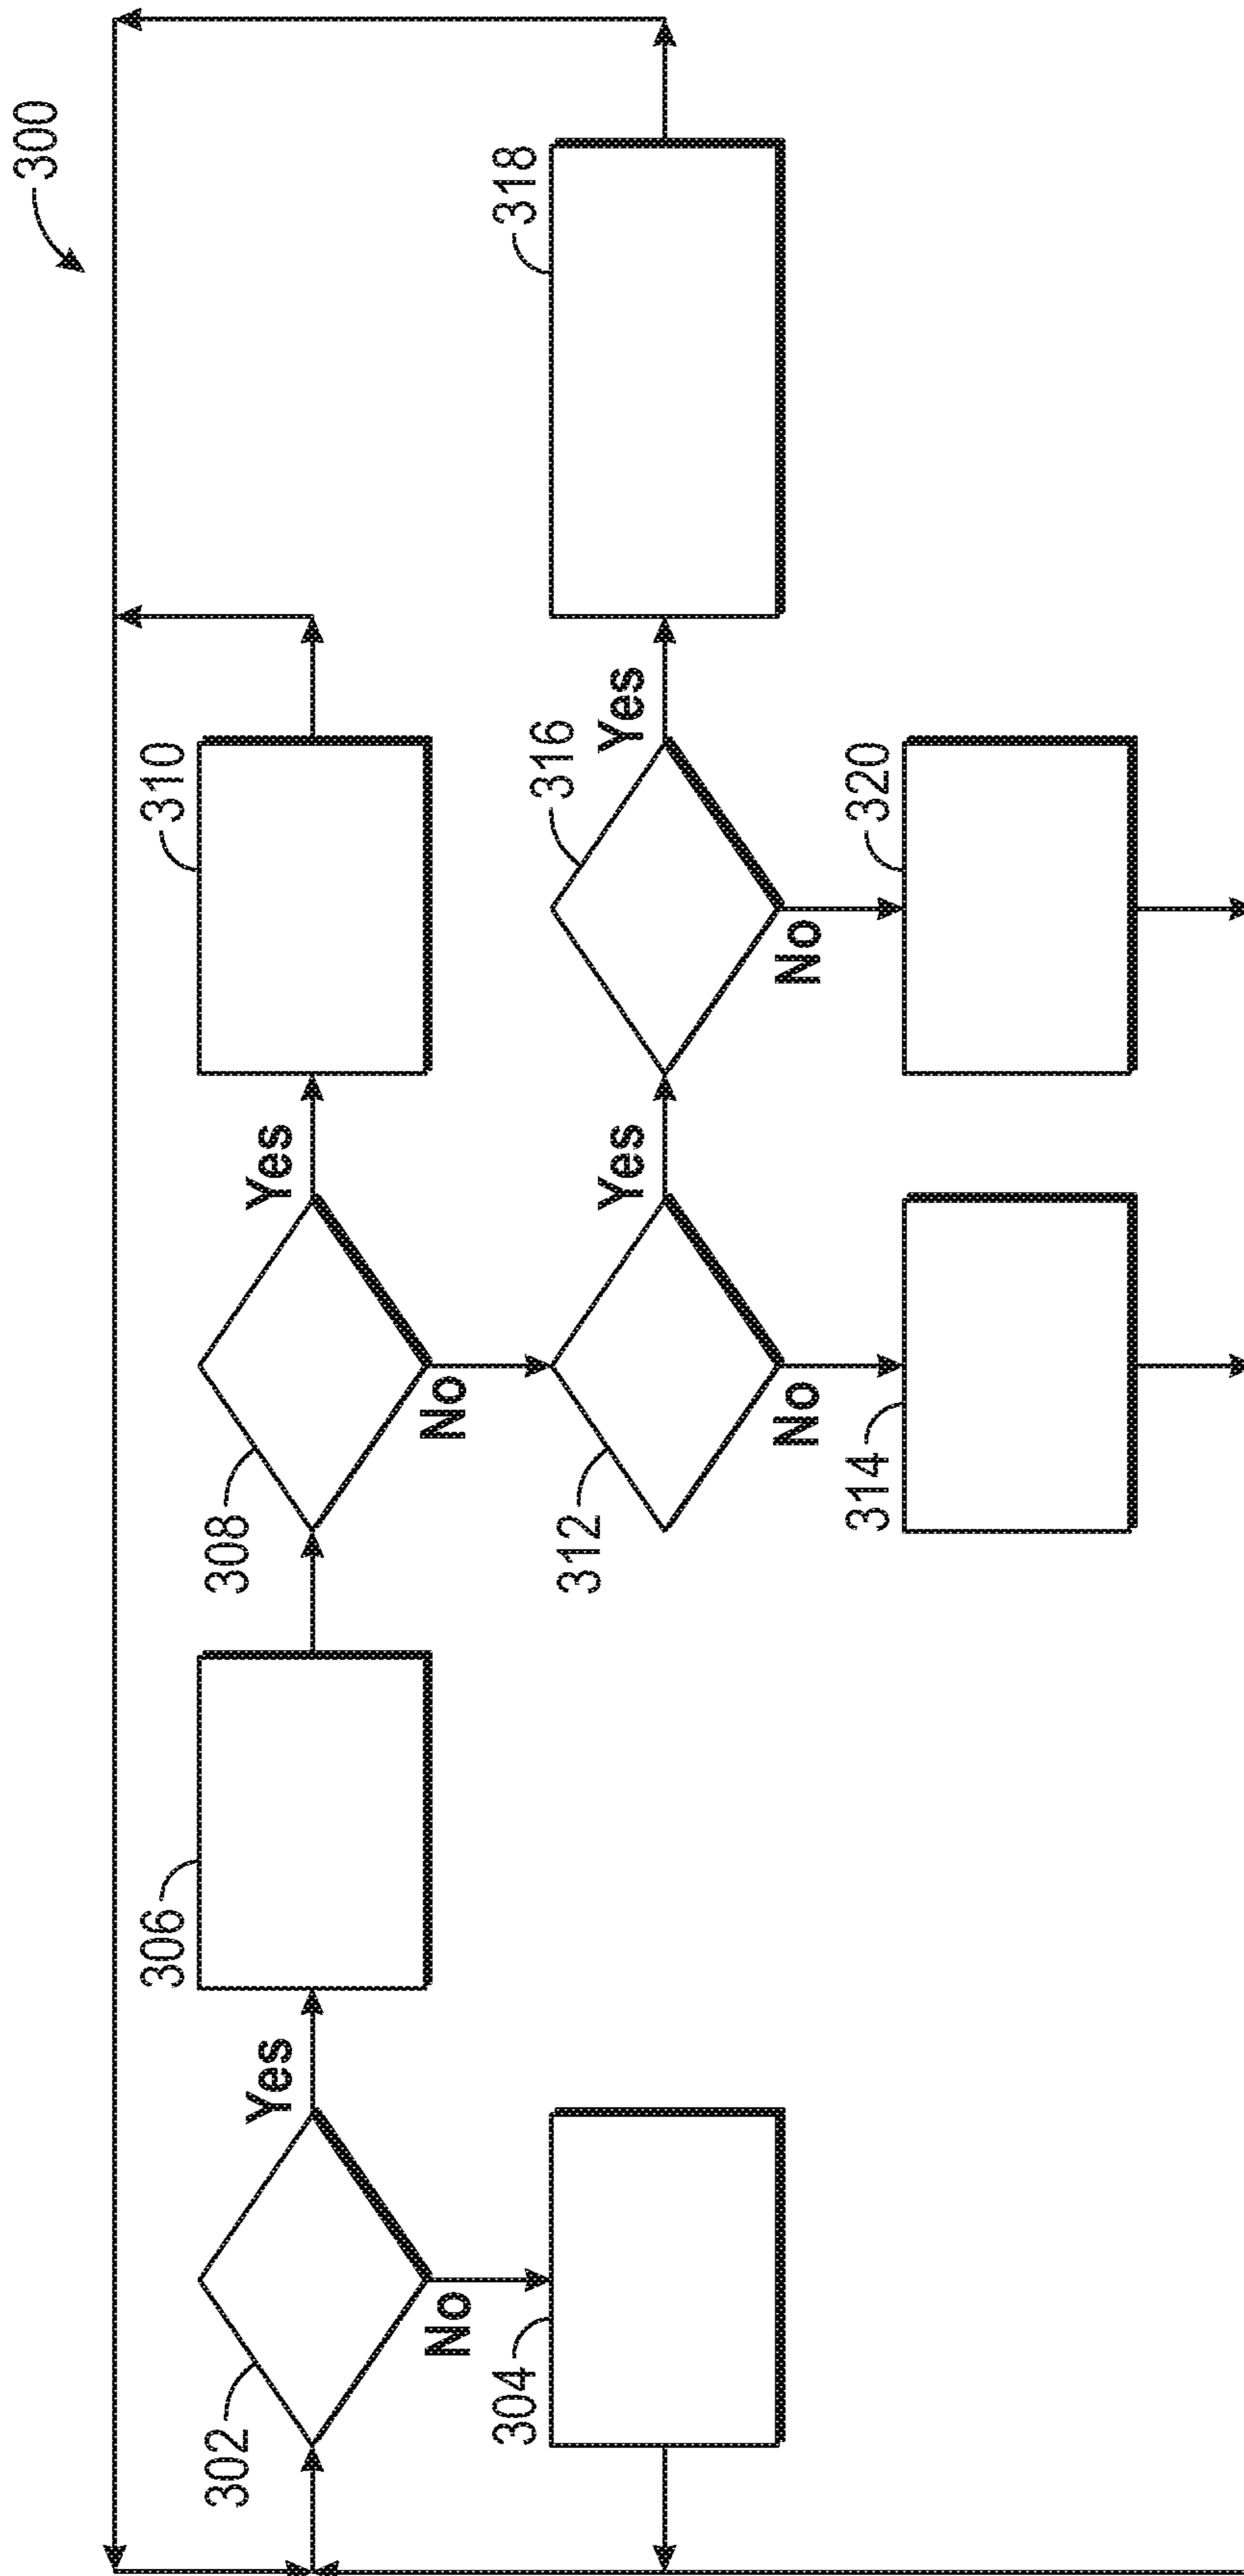 300
302
Yes
No
304
306
308
Yes
No
310
312
Yes
No
314
316
Yes
No
318
320